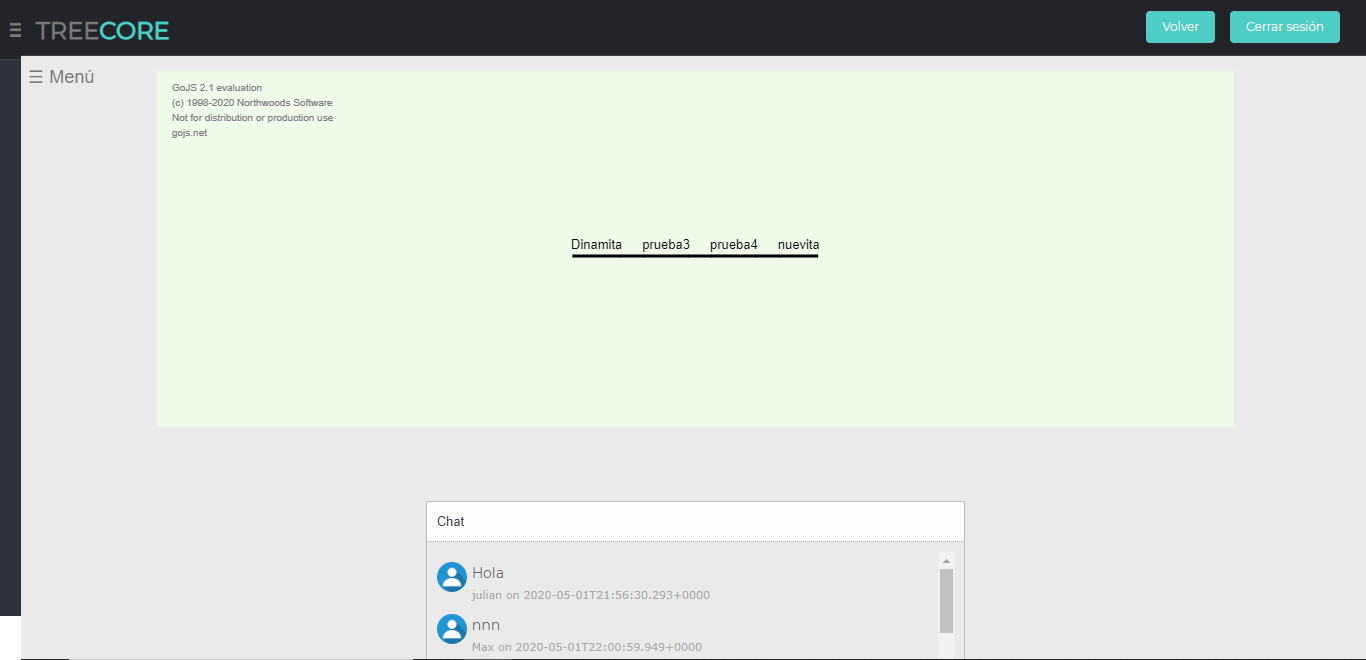 ☰ TREECORE
Volver
Cerrar sesión
☰ Menú
GoJS 2.1 evaluation
(c) 1998-2020 Northwoods Software
Not for distribution or production use
gojs.net
Dinamita prueba3 prueba4 nuevita
Chat
Hola
julian on 2020-05-01T21:56:30.293+0000
nnn
Max on 2020-05-01T22:00:59.949+0000